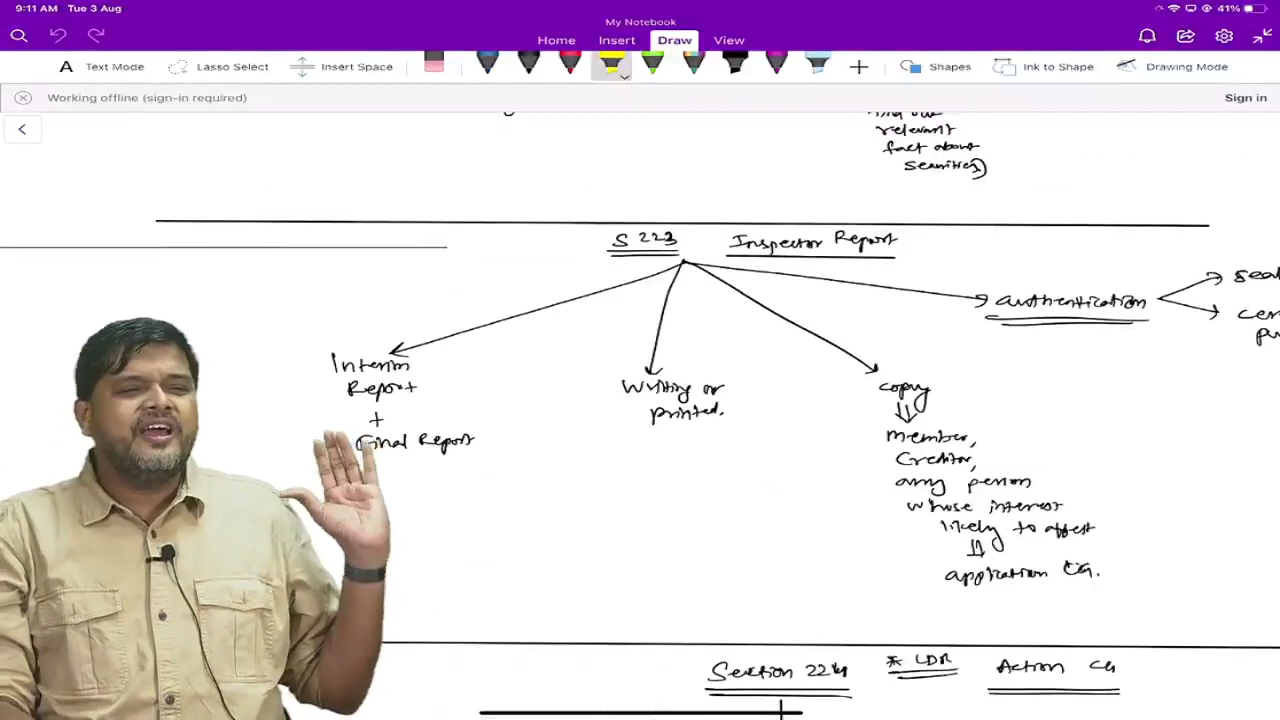 9:11 AM Tue 3 Aug
41%
My Notebook
Home Insert Draw View
Text Mode Lasso Select Insert Space Shapes Ink to Shape Drawing Mode
Working offline (sign-in required) Sign in
relevant
fact about
securities)
S 223 Inspector Report
authentication
Interim
Report
+
Final Report
Writing or
printed.
copy
member,
Creditor,
any person
whose interest
likely to affect
application CG.
Section 224 * LDR Action CG